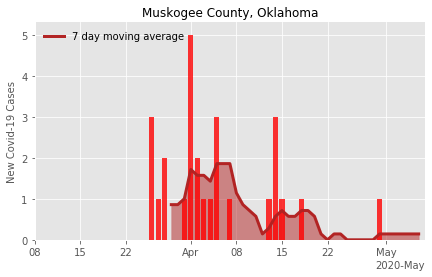 Muskogee County, Oklahoma
7 day moving average
New Covid-19 Cases
5
4
3
2
1
0
08 15 22 Apr 08 15 22 May
2020-May